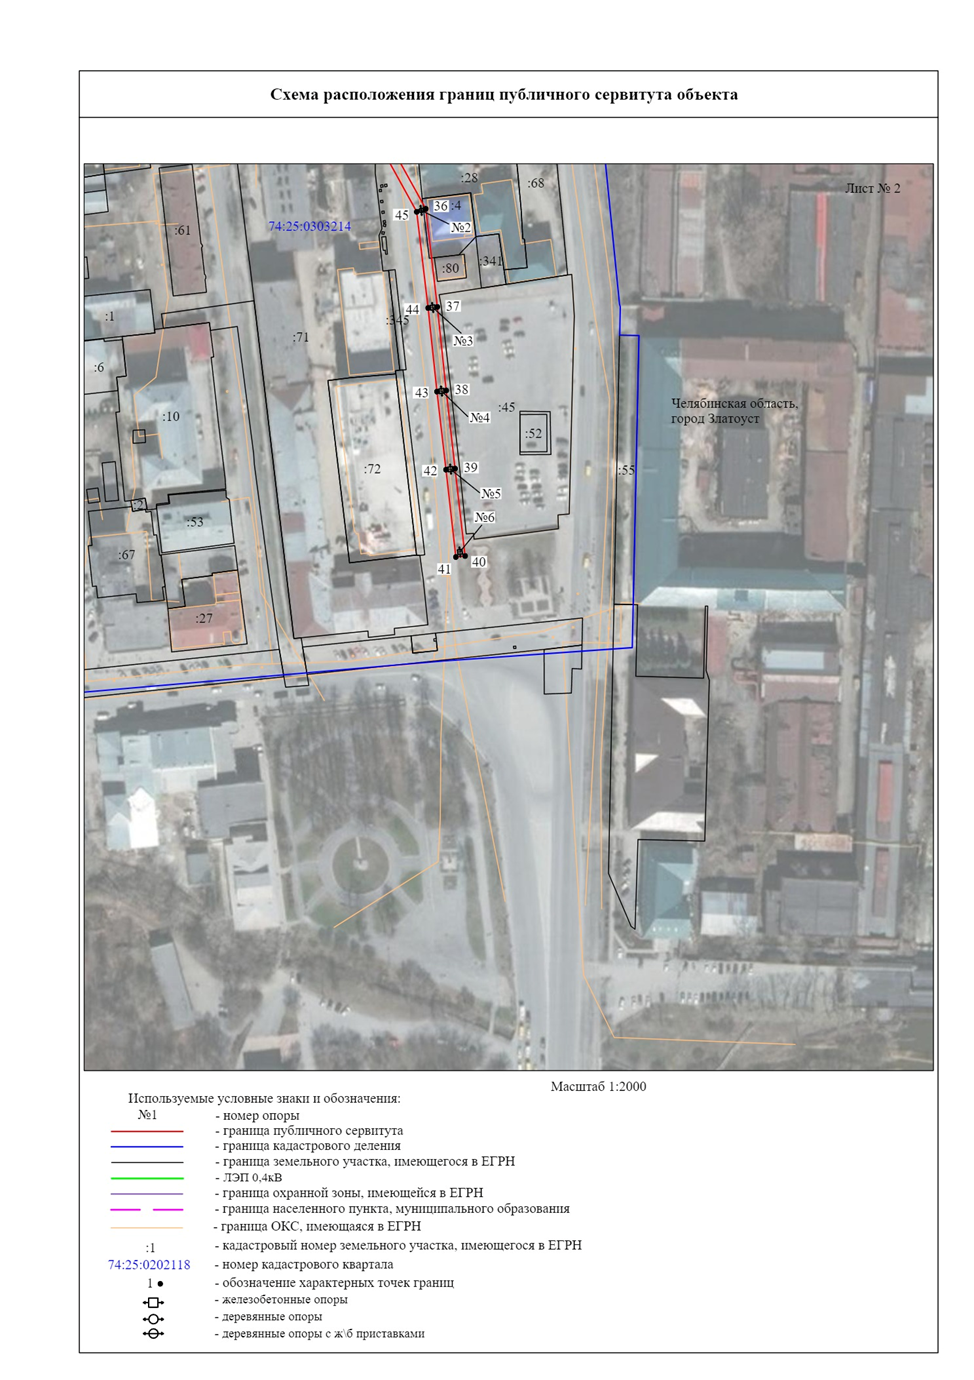 Схема расположения границ публичного сервитута объекта
Лист № 2
:28
:68
:4
36
45
№2
74:25:0303214
:61
:80
:341
44
37
:1
:345
№3
:71
:6
43
38
Челябинская область,
город Златоуст
:45
:10
№4
:52
42
39
:72
:55
№5
:2
:53
№6
:67
41
40
:27
Масштаб 1:2000
Используемые условные знаки и обозначения:
№1 - номер опоры
- граница публичного сервитута
- граница кадастрового деления
- граница земельного участка, имеющегося в ЕГРН
- ЛЭП 0,4кВ
- граница охранной зоны, имеющейся в ЕГРН
- граница населенного пункта, муниципального образования
- граница ОКС, имеющаяся в ЕГРН
:1 - кадастровый номер земельного участка, имеющегося в ЕГРН
74:25:0202118 - номер кадастрового квартала
1 - обозначение характерных точек границ
- железобетонные опоры
- деревянные опоры
- деревянные опоры с ж\б приставками